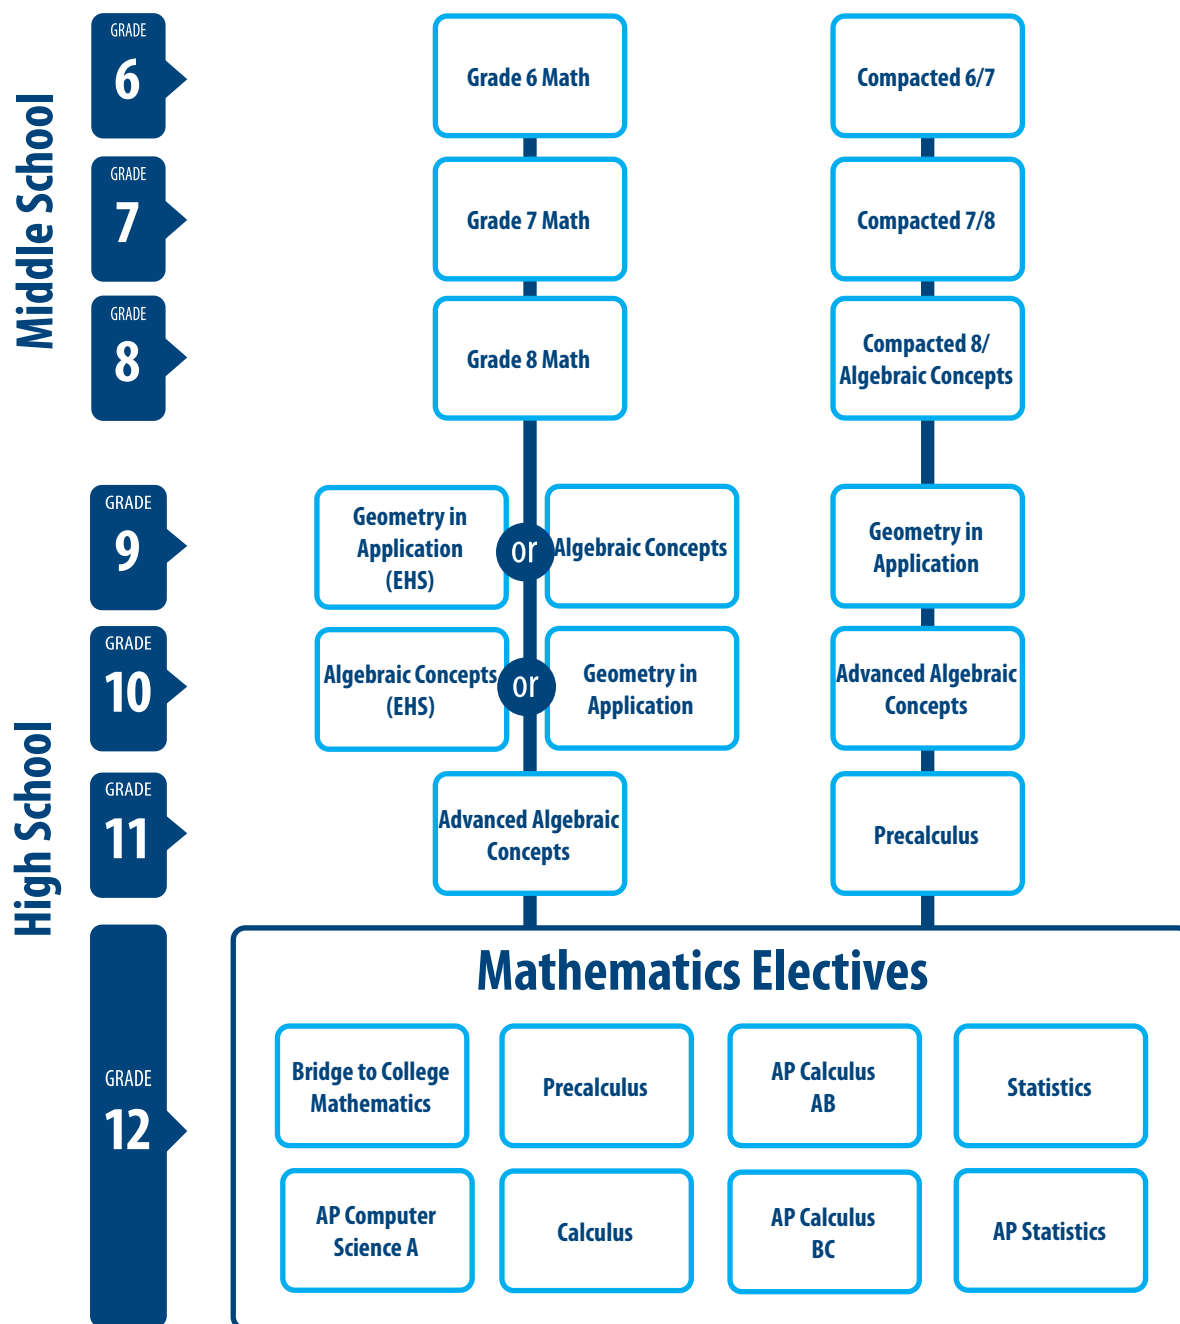 Middle School
GRADE
6
Grade 6 Math
Compacted 6/7
GRADE
7
Grade 7 Math
Compacted 7/8
GRADE
8
Grade 8 Math
Compacted 8/
Algebraic Concepts
High School
GRADE
9
Geometry in
Application
(EHS)
or
Algebraic Concepts
Geometry in
Application
GRADE
10
Algebraic Concepts
(EHS)
or
Geometry in
Application
Advanced Algebraic
Concepts
GRADE
11
Advanced Algebraic
Concepts
Precalculus
GRADE
12
Mathematics Electives
Bridge to College
Mathematics
Precalculus
AP Calculus
AB
Statistics
AP Computer
Science A
Calculus
AP Calculus
BC
AP Statistics